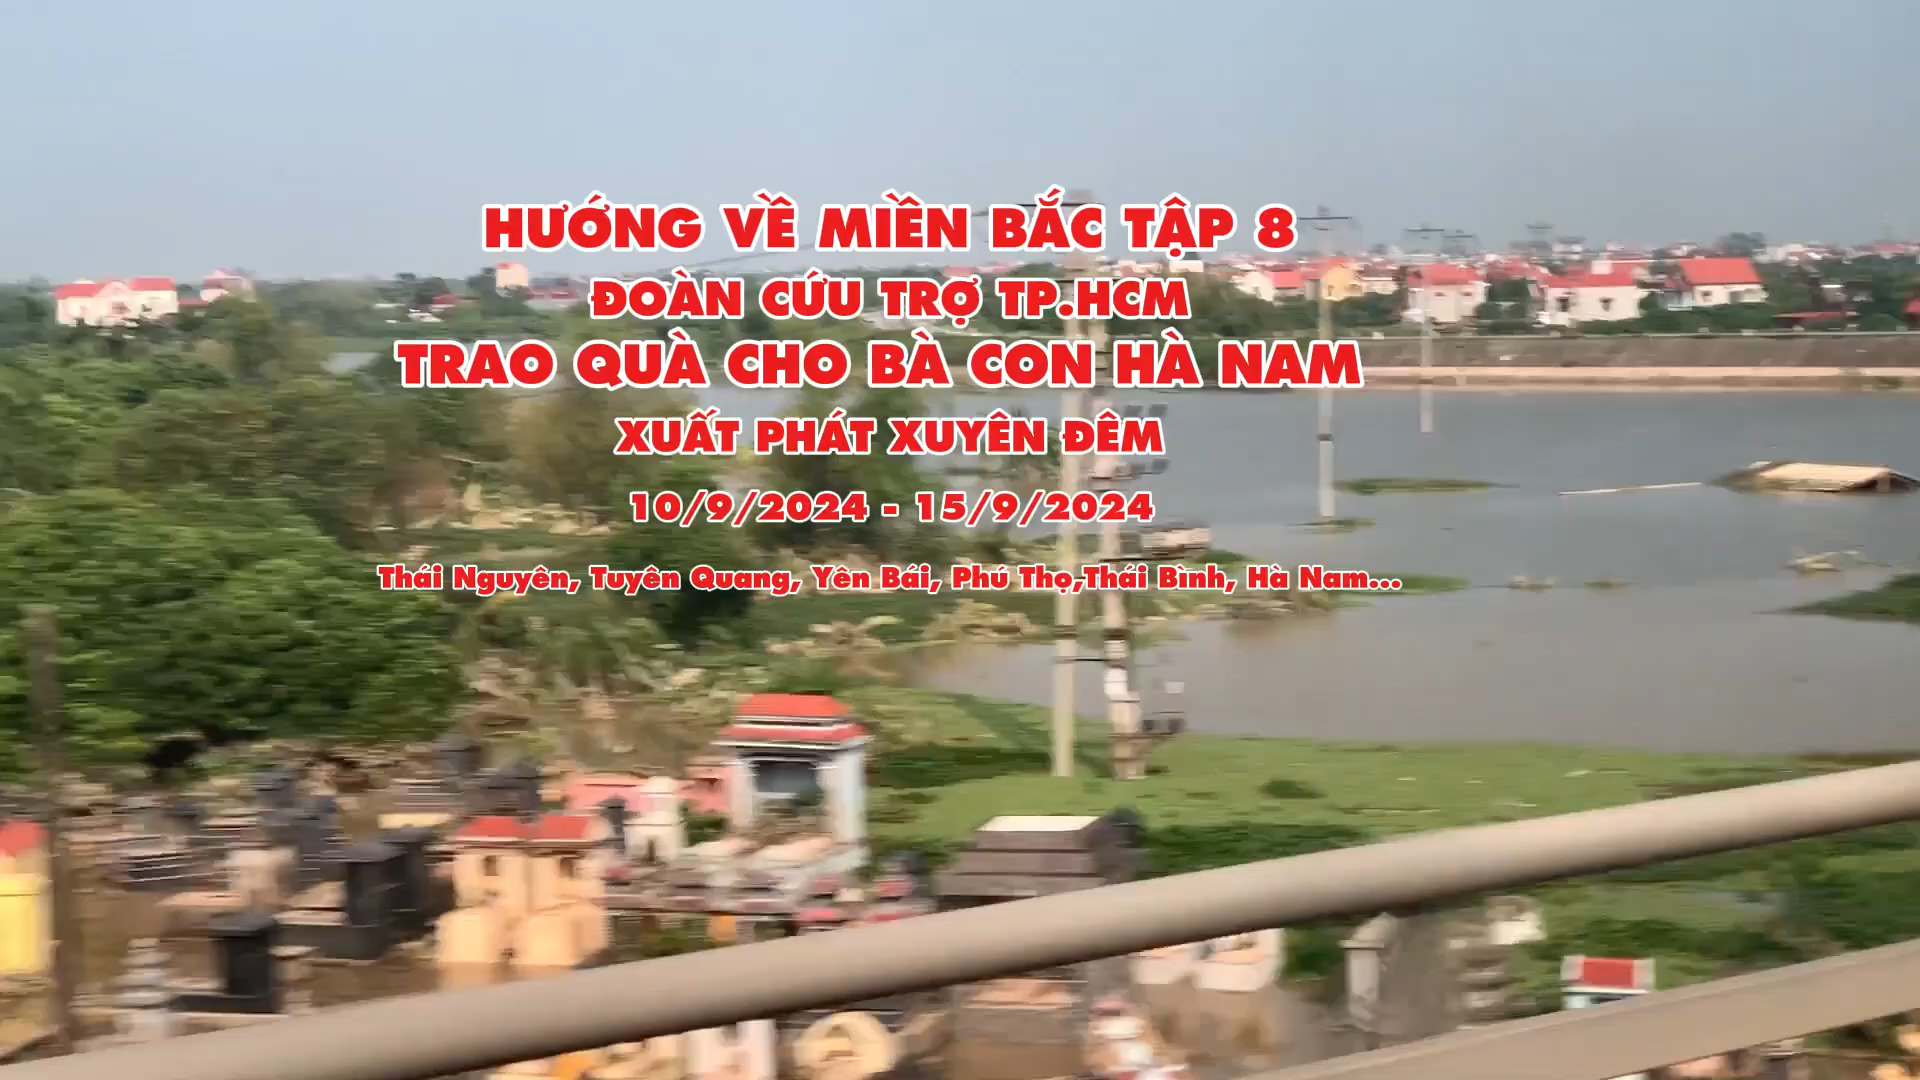 HƯỚNG VỀ MIỀN BẮC TẬP 8
ĐOÀN CỨU TRỢ TP.HCM
TRAO QUÀ CHO BÀ CON HÀ NAM
XUẤT PHÁT XUYÊN ĐÊM
10/9/2024 - 15/9/2024
Thái Nguyên, Tuyên Quang, Yên Bái, Phú Thọ,Thái Bình, Hà Nam...